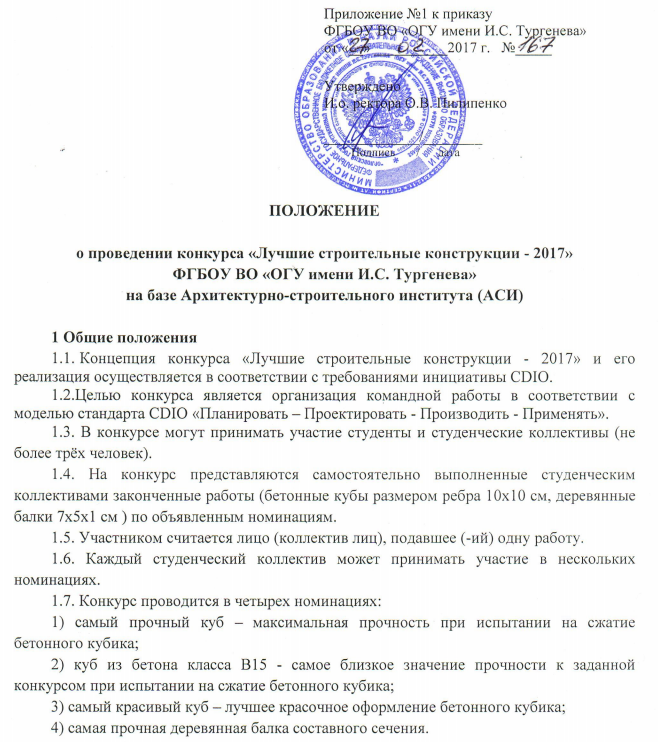 Приложение №1 к приказу
ФГБОУ ВО «ОГУ имени И.С. Тургенева»
от «27» 02 2017 г. № 167
Утверждено
И.о. ректора О.В. Пилипенко
Подпись дата
ПОЛОЖЕНИЕ
о проведении конкурса «Лучшие строительные конструкции - 2017»
ФГБОУ ВО «ОГУ имени И.С. Тургенева»
на базе Архитектурно-строительного института (АСИ)
1 Общие положения
1.1. Концепция конкурса «Лучшие строительные конструкции - 2017» и его
реализация осуществляется в соответствии с требованиями инициативы CDIO.
1.2.Целью конкурса является организация командной работы в соответствии с
моделью стандарта CDIO «Планировать – Проектировать - Производить - Применять».
1.3. В конкурсе могут принимать участие студенты и студенческие коллективы (не
более трёх человек).
1.4. На конкурс представляются самостоятельно выполненные студенческим
коллективами законченные работы (бетонные кубы размером ребра 10х10 см, деревянные
балки 7х5х1 см ) по объявленным номинациям.
1.5. Участником считается лицо (коллектив лиц), подавшее (-ий) одну работу.
1.6. Каждый студенческий коллектив может принимать участие в нескольких
номинациях.
1.7. Конкурс проводится в четырех номинациях:
1) самый прочный куб – максимальная прочность при испытании на сжатие
бетонного кубика;
2) куб из бетона класса В15 - самое близкое значение прочности к заданной
конкурсом при испытании на сжатие бетонного кубика;
3) самый красивый куб – лучшее красочное оформление бетонного кубика;
4) самая прочная деревянная балка составного сечения.
МИНИСТЕРСТВО ОБРАЗОВАНИЯ И НАУКИ РОССИЙСКОЙ ФЕДЕРАЦИИ